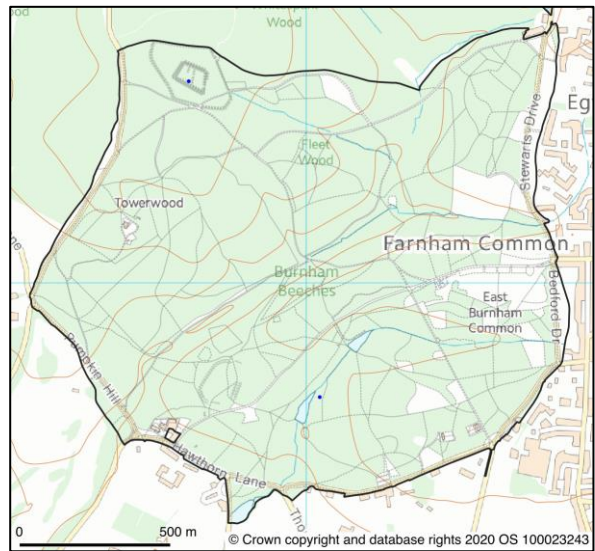 Wood
Eg
Stewarts Drive
Fleet
Wood
Towerwood
Farnham Common
Burnham
Beeches
East
Burnham
Common
Bedford Dr
Pumpkin Hill
Hawthorn Lane
Tho
0 500 m
© Crown copyright and database rights 2020 OS 100023243